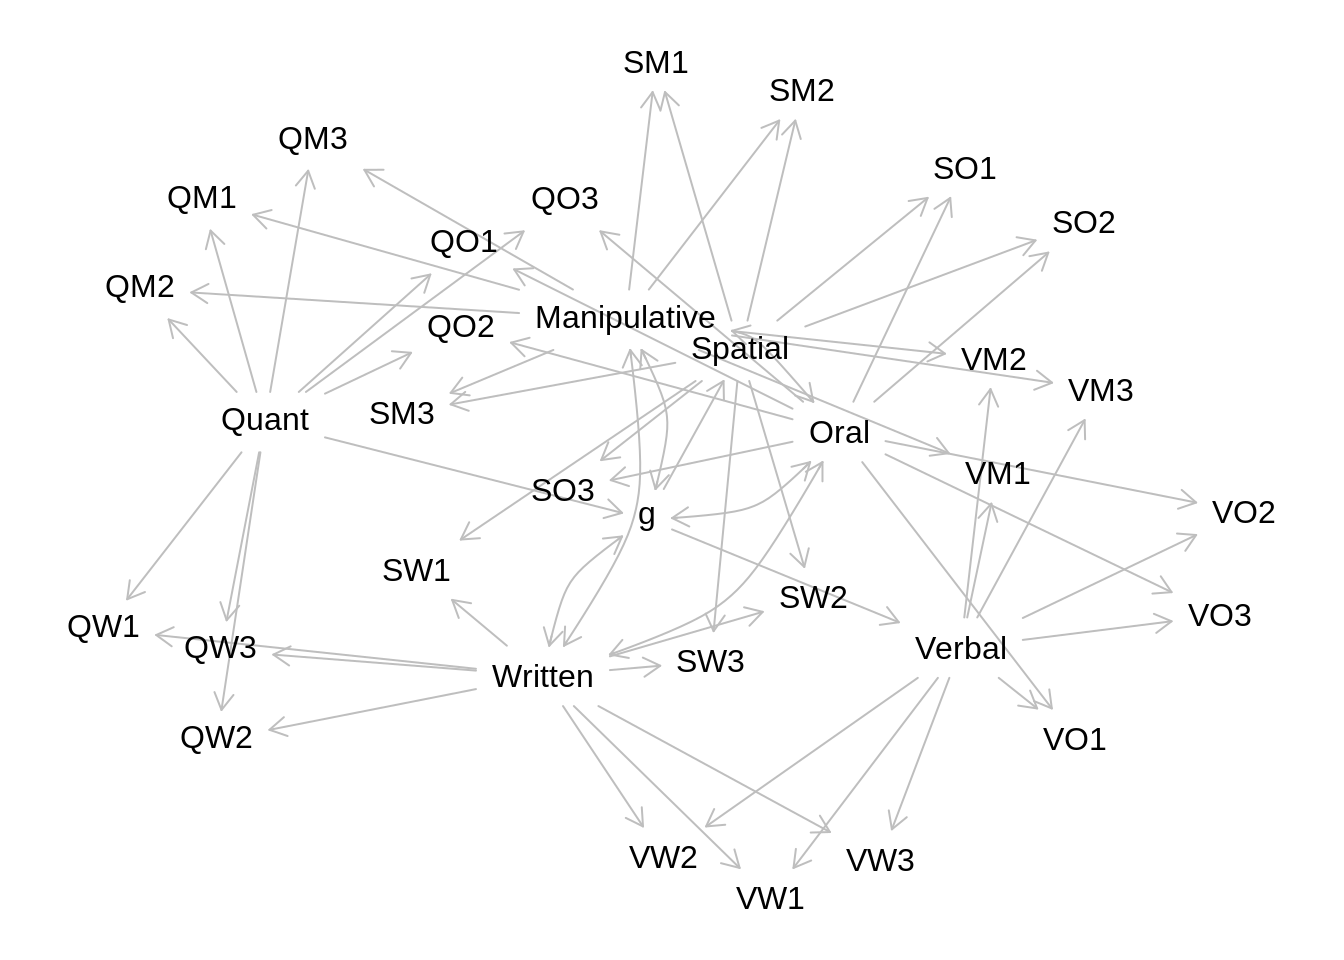 SM1
SM2
QM3
SO1
QM1
QO3
SO2
QO1
QM2
Manipulative
QO2
Spatial
VM2
VM3
SM3
Quant
Oral
VM1
SO3
g
VO2
SW1
SW2
VO3
QW1
QW3
Verbal
SW3
Written
QW2
VO1
VW2
VW3
VW1